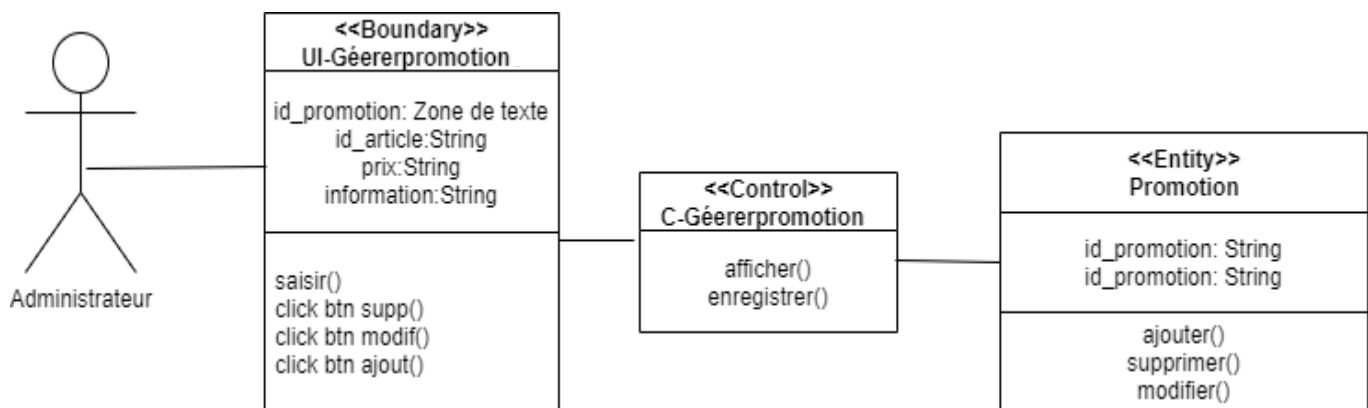 Administrateur
<<Boundary>>
UI-Géererpromotion
id_promotion: Zone de texte
id_article:String
prix:String
information:String
saisir()
click btn supp()
click btn modif()
click btn ajout()
<<Control>>
C-Géererpromotion
afficher()
enregistrer()
<<Entity>>
Promotion
id_promotion: String
id_promotion: String
ajouter()
supprimer()
modifier()